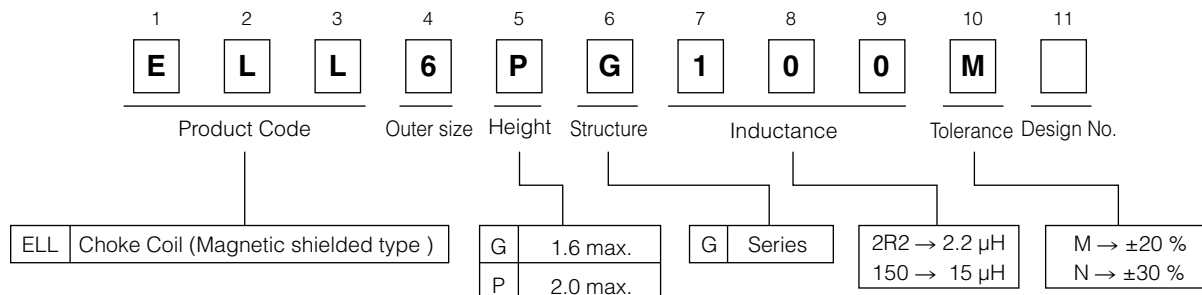 1 2 3 4 5 6 7 8 9 10 11
E L L 6 P G 1 0 0 M
Product Code Outer size Height Structure Inductance Tolerance Design No.
ELL Choke Coil (Magnetic shielded type )
G 1.6 max.
P 2.0 max.
G Series
2R2 → 2.2 µH
150 → 15 µH
M → ±20 %
N → ±30 %